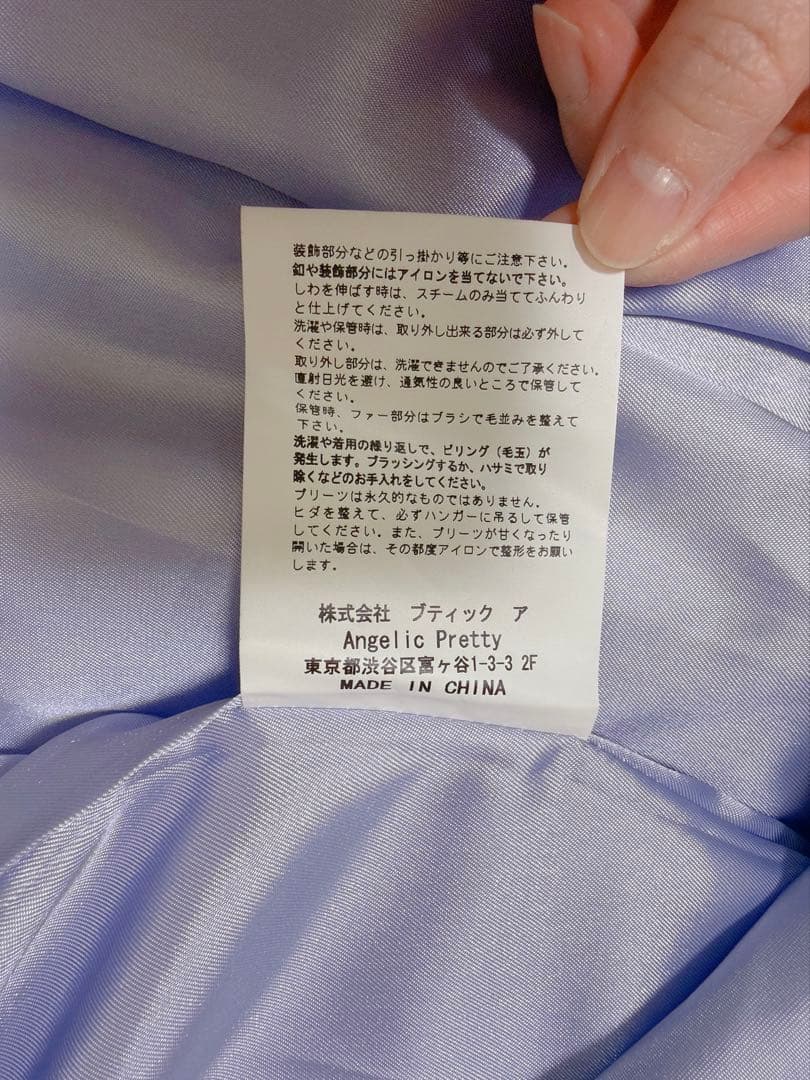 装飾部分などの引っ掛かり等にご注意下さい。
釦や装飾部分にはアイロンを当てないで下さい。
しわを伸ばす時は、スチームのみ当ててふんわり
と仕上げてください。
洗濯や保管時は、取り外し出来る部分は必ず外して
ください。
取り外し部分は、洗濯できませんのでご了承ください。
直射日光を避け、通気性の良いところで保管して
ください。
保管時、ファー部分はブラシで毛並みを整えて
下さい。
洗濯や着用の繰り返しで、ピリング（毛玉）が
発生します。ブラッシングするか、ハサミで取り
除くなどのお手入れをしてください。
プリーツは永久的なものではありません。
ヒダを整えて、必ずハンガーに吊るして保管
してください。また、プリーツが甘くなったり
開いた場合は、その都度アイロンで整形をお願い
します。
株式会社　ブティック　ア
Angelic Pretty
東京都渋谷区富ヶ谷1-3-3 2F
MADE IN CHINA